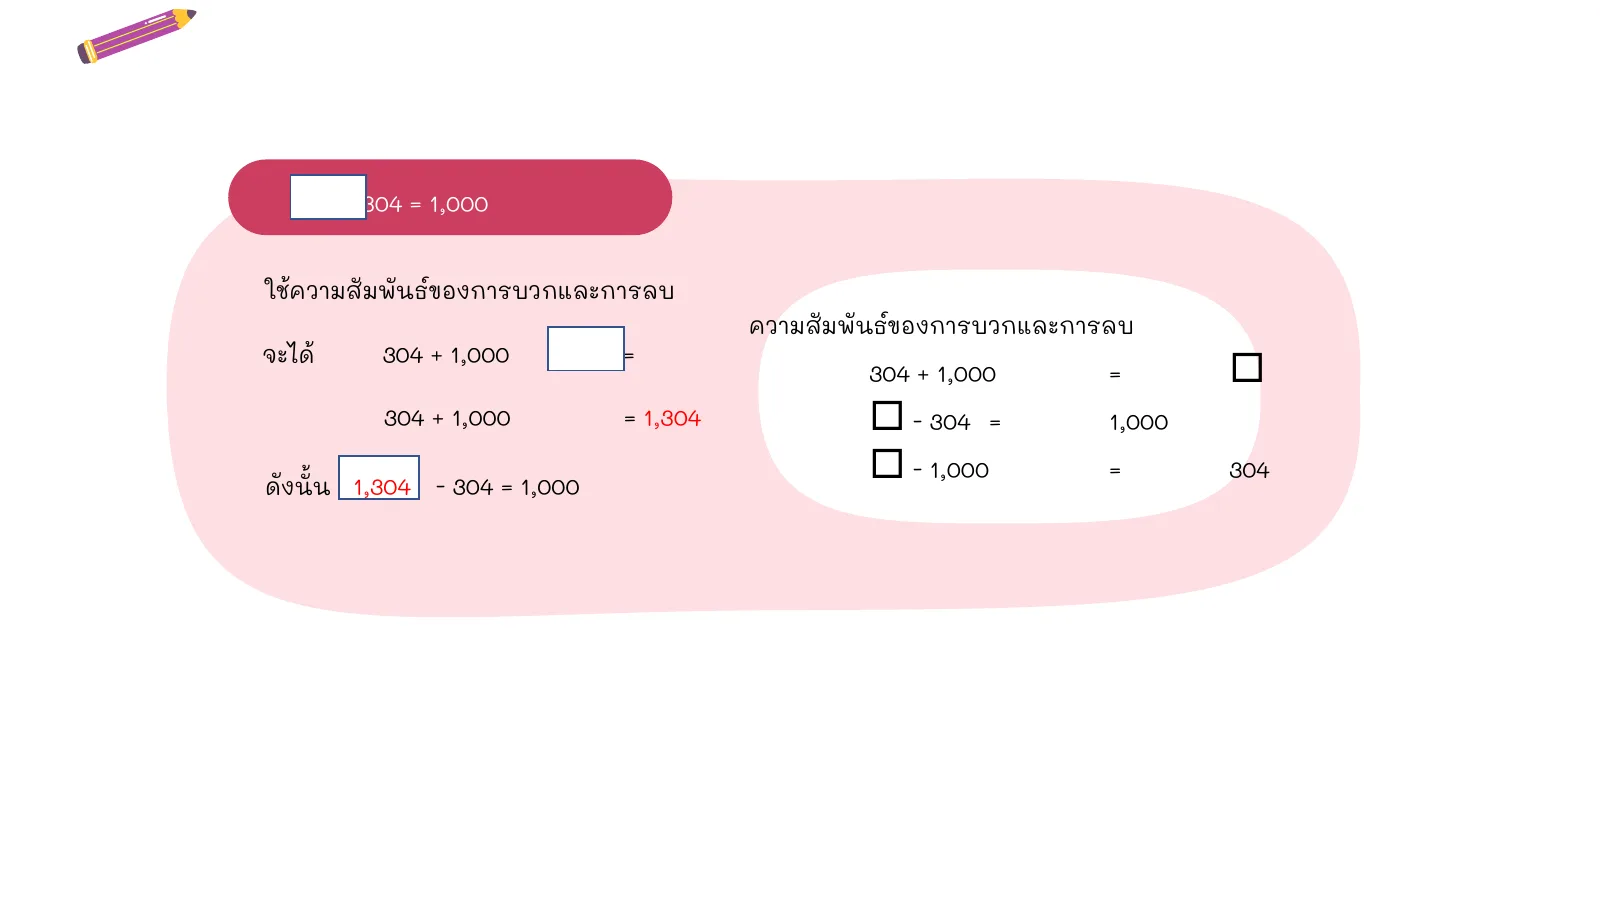 304 = 1,000
ใช้ความสัมพันธ์ของการบวกและการลบ
จะได้ 304 + 1,000 =
304 + 1,000 = 1,304
ดังนั้น 1,304 - 304 = 1,000
ความสัมพันธ์ของการบวกและการลบ
304 + 1,000 = □
□ - 304 = 1,000
□ - 1,000 = 304